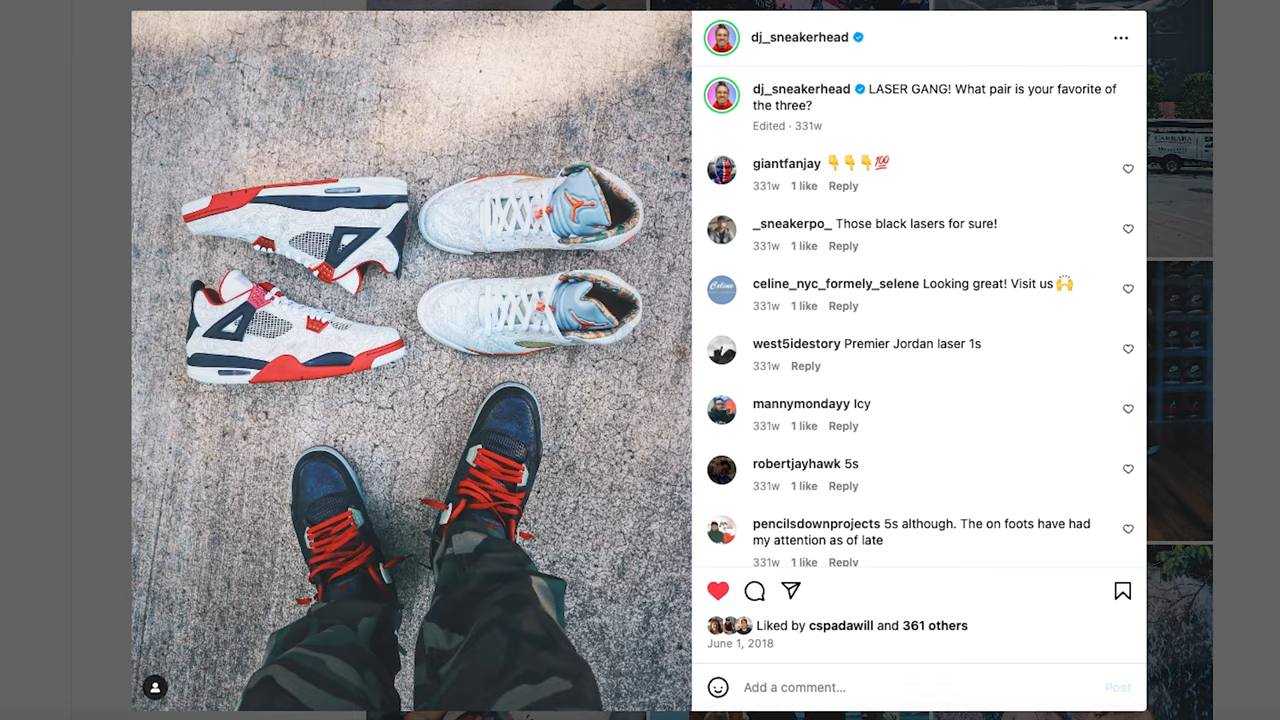 dj_sneakerhead
dj_sneakerhead LASER GANG! What pair is your favorite of
the three?
Edited · 331w
giantfanjay 👇👇👇💯
331w 1 like Reply
_sneakerpo_ Those black lasers for sure!
331w 1 like Reply
celine_nyc_formely_selene Looking great! Visit us🙌
331w 1 like Reply
west5idestory Premier Jordan laser 1s
331w Reply
mannymondayy Icy
331w 1 like Reply
robertjayhawk 5s
331w 1 like Reply
pencilsdownprojects 5s although. The on foots have had
my attention as of late
331w 1 like Reply
Liked by cspadawill and 361 others
June 1, 2018
Add a comment...
Post